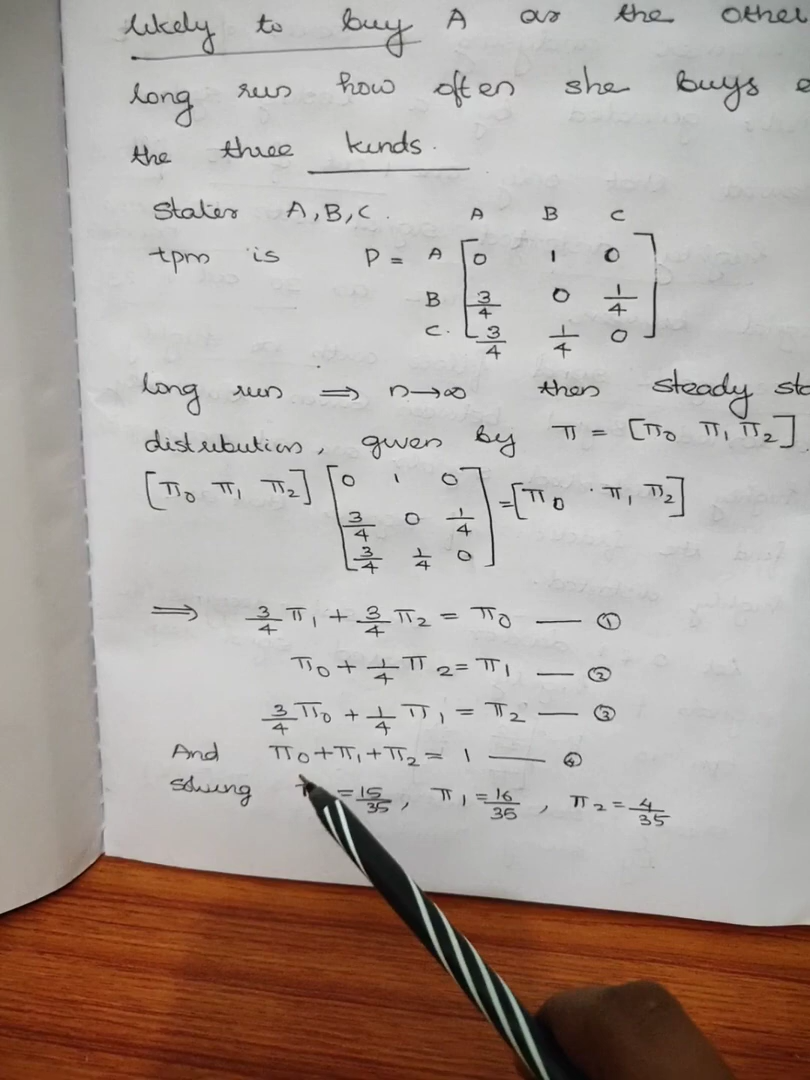 likely to buy A as the other
long run how often she buys
the three kinds.
States A, B, C. A B C
tpm is P = A [ 0 1 0 ]
B [ 3/4 0 1/4 ]
C. [ 3/4 1/4 0 ]
long run ⟹ n→∞ then steady sta
distribution, given by π = [π0 π1 π2].
[π0 π1 π2] [ 0 1 0 ; 3/4 0 1/4 ; 3/4 1/4 0 ] = [π0 π1 π2]
⟹ 3/4 π1 + 3/4 π2 = π0 — ①
π0 + 1/4 π2 = π1 — ②
3/4 π0 + 1/4 π1 = π2 — ③
And π0 + π1 + π2 = 1 — ④
= 15/35, π1 = 16/35, π2 = 4/35